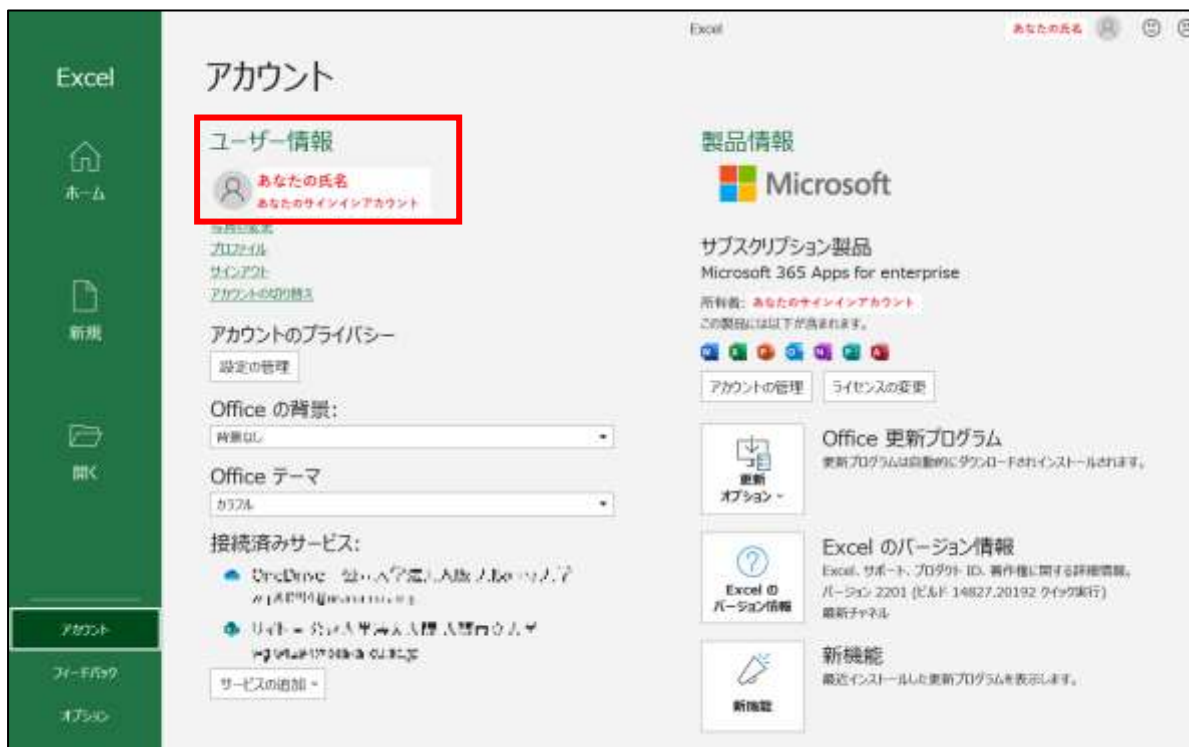 Excel
あなたの氏名
Excel
ホーム
新規
開く
アカウント
フィードバック
オプション
アカウント
ユーザー情報
あなたの氏名
あなたのサインインアカウント
プロファイル
サインアウト
アカウントの切り替え
アカウントのプライバシー
設定の管理
Office の背景:
背景なし
Office テーマ
カラフル
接続済みサービス:
OneDrive
サービスの追加
製品情報
Microsoft
サブスクリプション製品
Microsoft 365 Apps for enterprise
所有者: あなたのサインインアカウント
この製品には以下が含まれます。
アカウントの管理 ライセンスの変更
更新
オプション
Office 更新プログラム
更新プログラムは自動的にダウンロードされインストールされます。
Excel の
バージョン情報
Excel のバージョン情報
Excel、サポート、プロダクト ID、著作権に関する詳細情報。
バージョン 2201 (ビルド 14827.20192 クイック実行)
最新チャネル
新機能
新機能
最近インストールした更新プログラムを表示します。